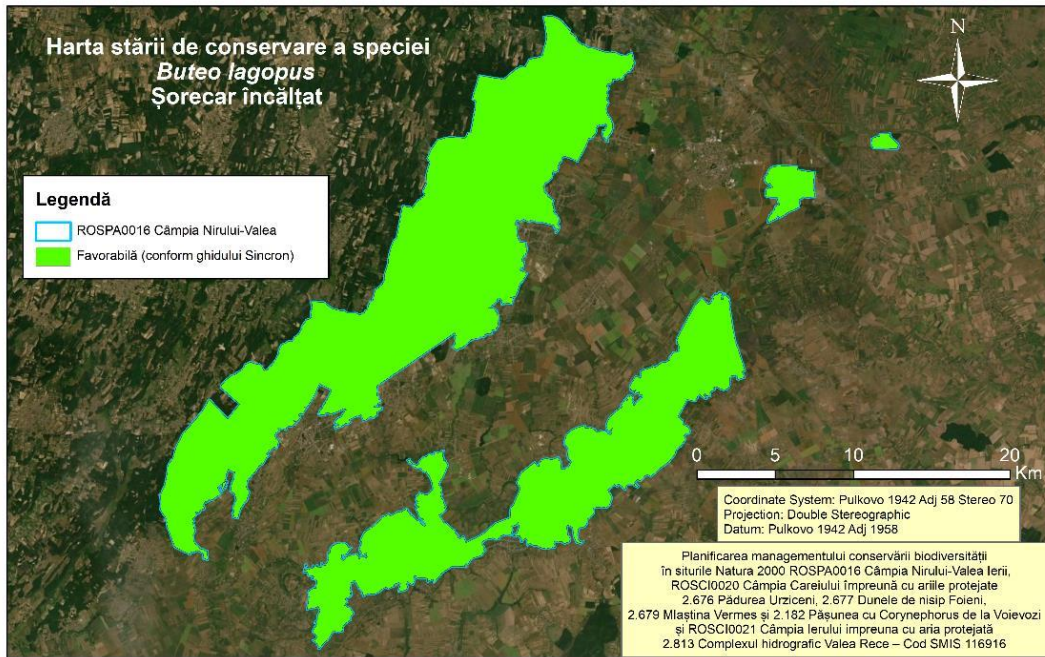 Harta stării de conservare a speciei
Buteo lagopus
Șorecar încălțat
N
Legendă
ROSPA0016 Câmpia Nirului-Valea
Favorabilă (conform ghidului Sincron)
0 5 10 20
Km
Coordinate System: Pulkovo 1942 Adj 58 Stereo 70
Projection: Double Stereographic
Datum: Pulkovo 1942 Adj 1958
Planificarea managementului conservării biodiversității
în siturile Natura 2000 ROSPA0016 Câmpia Nirului-Valea Ierii,
ROSCI0020 Câmpia Careiului împreună cu ariile protejate
2.676 Pădurea Urziceni, 2.677 Dunele de nisip Foieni,
2.679 Mlaștina Vermes și 2.182 Pășunea cu Corynephorus de la Voievozi
și ROSCI0021 Câmpia Ierului impreuna cu aria protejată
2.813 Complexul hidrografic Valea Rece – Cod SMIS 116916